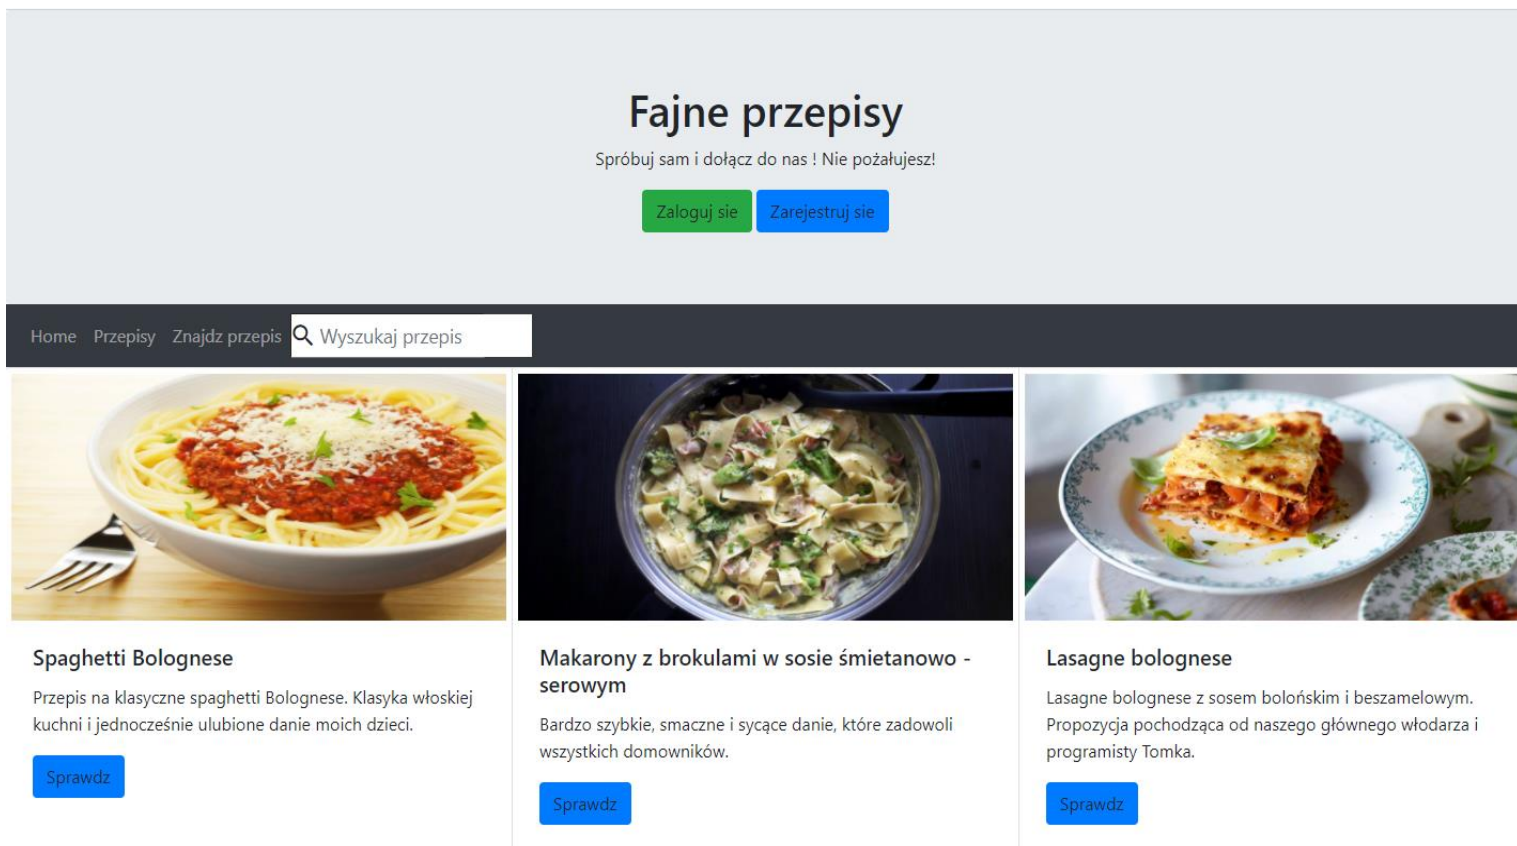 Fajne przepisy
Spróbuj sam i dołącz do nas ! Nie pożałujesz!
Zaloguj sie Zarejestruj sie
Home Przepisy Znajdz przepis Wyszukaj przepis
Spaghetti Bolognese
Przepis na klasyczne spaghetti Bolognese. Klasyka włoskiej
kuchni i jednocześnie ulubione danie moich dzieci.
Sprawdz
Makarony z brokulami w sosie śmietanowo -
serowym
Bardzo szybkie, smaczne i sycące danie, które zadowoli
wszystkich domowników.
Sprawdz
Lasagne bolognese
Lasagne bolognese z sosem bolońskim i beszamelowym.
Propozycja pochodząca od naszego głównego włodarza i
programisty Tomka.
Sprawdz